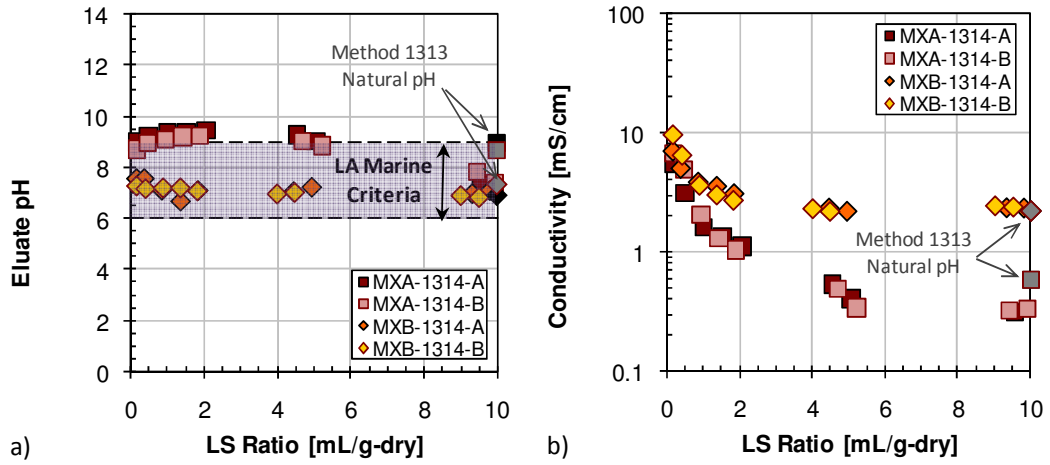 14
12
10
8
6
4
2
0
Eluate pH
Method 1313
Natural pH
LA Marine
Criteria
MXA-1314-A
MXA-1314-B
MXB-1314-A
MXB-1314-B
0 2 4 6 8 10
LS Ratio [mL/g-dry]
a)
100
10
1
0.1
Conductivity [mS/cm]
MXA-1314-A
MXA-1314-B
MXB-1314-A
MXB-1314-B
Method 1313
Natural pH
0 2 4 6 8 10
LS Ratio [mL/g-dry]
b)